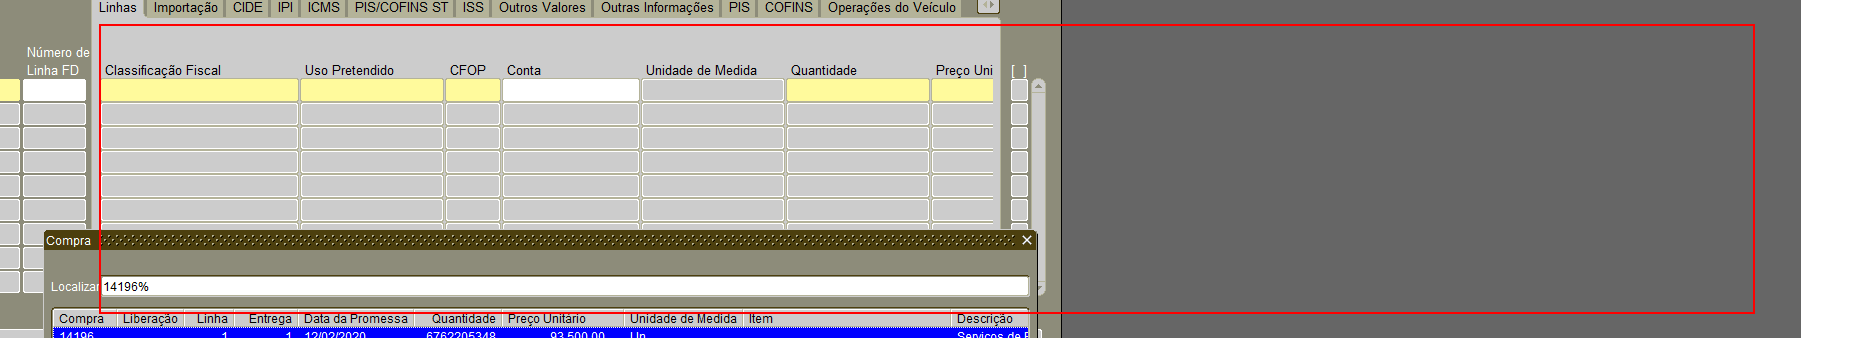 Linhas Importação CIDE IPI ICMS PIS/COFINS ST ISS Outros Valores Outras Informações PIS COFINS Operações do Veículo
Número de
Linha FD Classificação Fiscal Uso Pretendido CFOP Conta Unidade de Medida Quantidade Preço Uni [ ]
Compra
Localizar 14196%
Compra Liberação Linha Entrega Data da Promessa Quantidade Preço Unitário Unidade de Medida Item Descrição
14196 1 1 12/02/2020 6762205348 93.500,00 Un Serviços de